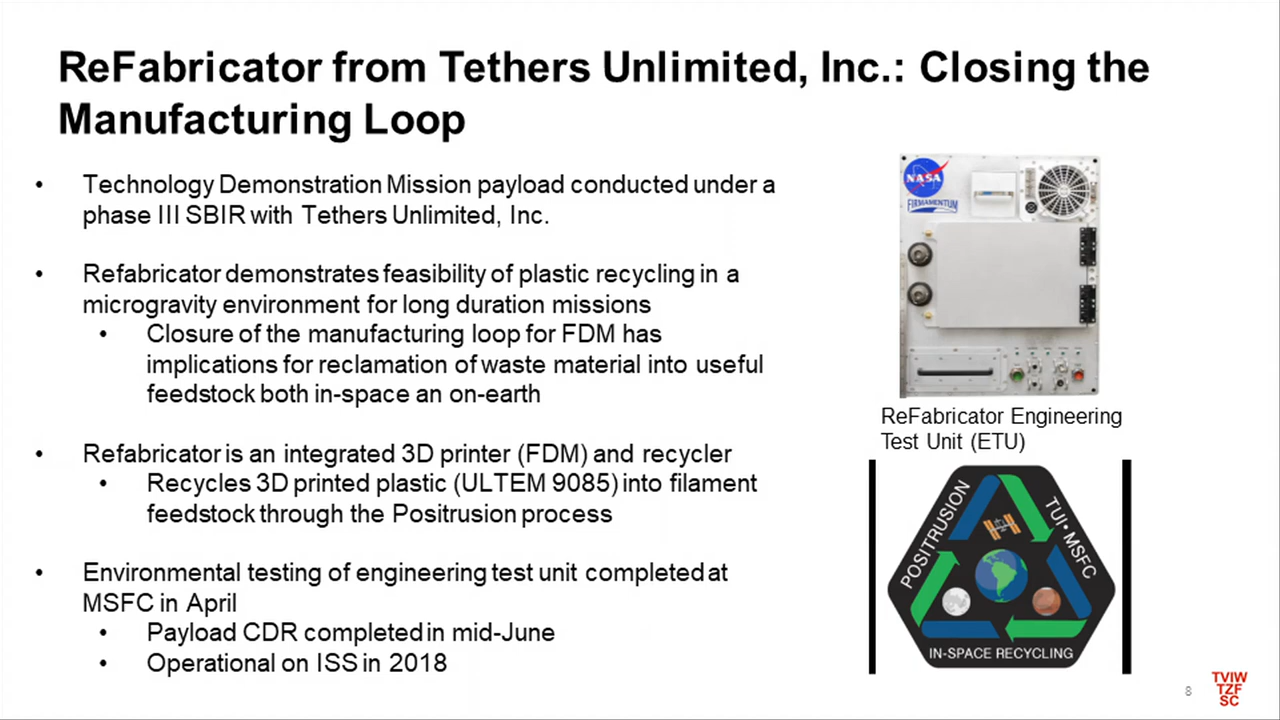 ReFabricator from Tethers Unlimited, Inc.: Closing the
Manufacturing Loop
• Technology Demonstration Mission payload conducted under a
phase III SBIR with Tethers Unlimited, Inc.
• Refabricator demonstrates feasibility of plastic recycling in a
microgravity environment for long duration missions
• Closure of the manufacturing loop for FDM has
implications for reclamation of waste material into useful
feedstock both in-space an on-earth
• Refabricator is an integrated 3D printer (FDM) and recycler
• Recycles 3D printed plastic (ULTEM 9085) into filament
feedstock through the Positrusion process
• Environmental testing of engineering test unit completed at
MSFC in April
• Payload CDR completed in mid-June
• Operational on ISS in 2018
NASA
FIRMAMENTUM
ReFabricator Engineering
Test Unit (ETU)
POSITRUSION
TUI • MSFC
IN-SPACE RECYCLING
8
TVIW
TZF
SC